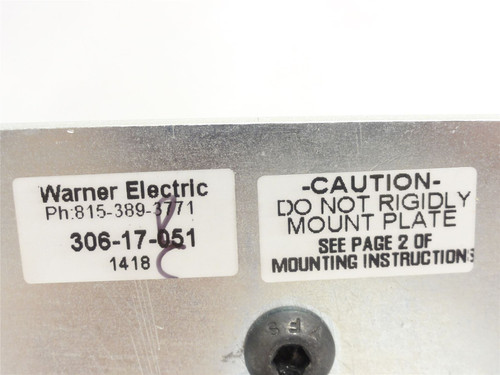 Warner Electric
Ph:815-389-3771
306-17-051
1418
-CAUTION-
DO NOT RIGIDLY
MOUNT PLATE
SEE PAGE 2 OF
MOUNTING INSTRUCTIONS